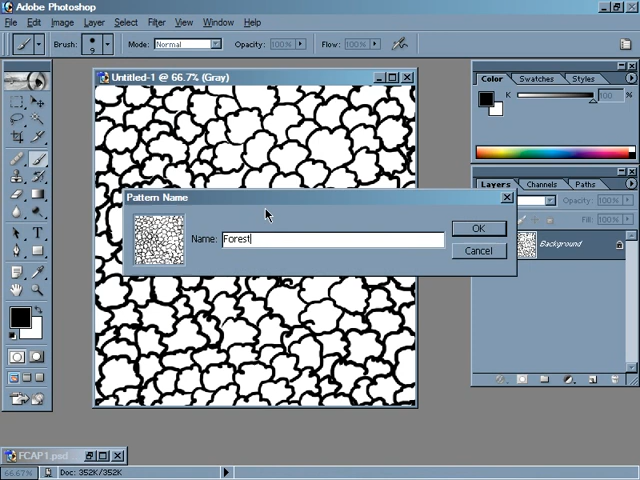 Adobe Photoshop
File Edit Image Layer Select Filter View Window Help
Brush: 9 Mode: Normal Opacity: 100% Flow: 100%
Untitled-1 @ 66.7% (Gray)
Color Swatches Styles
K 100 %
Layers Channels Paths
Opacity: 100%
Fill: 100%
Background
Pattern Name
Name: Forest
OK
Cancel
FCAP1.psd
66.67% Doc: 352K/352K